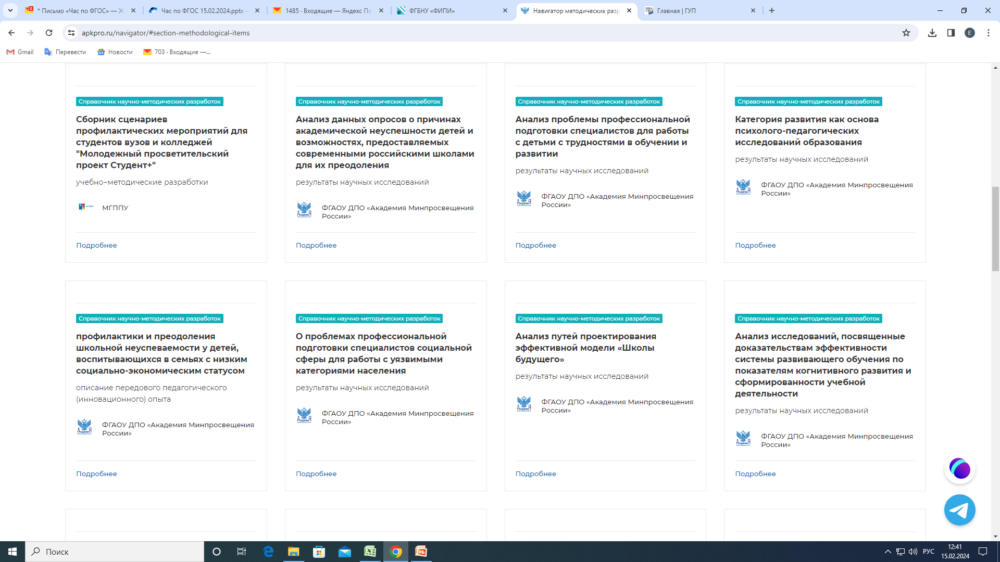 * Письмо «Час по ФГОС» — Ж
Час по ФГОС 15.02.2024.pptx -
1485 · Входящие — Яндекс По
ФГБНУ «ФИПИ»
Навигатор методических разр
Главная | ГУП
apkpro.ru/navigator/#section-methodological-items
E
Gmail
Перевести
Новости
703 · Входящие —...
Справочник научно-методических разработок
Сборник сценариев
профилактических мероприятий для
студентов вузов и колледжей
"Молодежный просветительский
проект Студент+"
учебно-методические разработки
МГППУ
Подробнее
Справочник научно-методических разработок
Анализ данных опросов о причинах
академической неуспешности детей и
возможностях, предоставляемых
современными российскими школами
для их преодоления
результаты научных исследований
ФГАОУ ДПО «Академия Минпросвещения
России»
Подробнее
Справочник научно-методических разработок
Анализ проблемы профессиональной
подготовки специалистов для работы
с детьми с трудностями в обучении и
развитии
результаты научных исследований
ФГАОУ ДПО «Академия Минпросвещения
России»
Подробнее
Справочник научно-методических разработок
Категория развития как основа
психолого-педагогических
исследований образования
результаты научных исследований
ФГАОУ ДПО «Академия Минпросвещения
России»
Подробнее
Справочник научно-методических разработок
профилактики и преодоления
школьной неуспеваемости у детей,
воспитывающихся в семьях с низким
социально-экономическим статусом
описание передового педагогического
(инновационного) опыта
ФГАОУ ДПО «Академия Минпросвещения
России»
Подробнее
Справочник научно-методических разработок
О проблемах профессиональной
подготовки специалистов социальной
сферы для работы с уязвимыми
категориями населения
результаты научных исследований
ФГАОУ ДПО «Академия Минпросвещения
России»
Подробнее
Справочник научно-методических разработок
Анализ путей проектирования
эффективной модели «Школы
будущего»
результаты научных исследований
ФГАОУ ДПО «Академия Минпросвещения
России»
Подробнее
Справочник научно-методических разработок
Анализ исследований, посвященные
доказательствам эффективности
системы развивающего обучения по
показателям когнитивного развития и
сформированности учебной
деятельности
результаты научных исследований
ФГАОУ ДПО «Академия Минпросвещения
России»
Подробнее
Поиск
РУС
12:41
15.02.2024